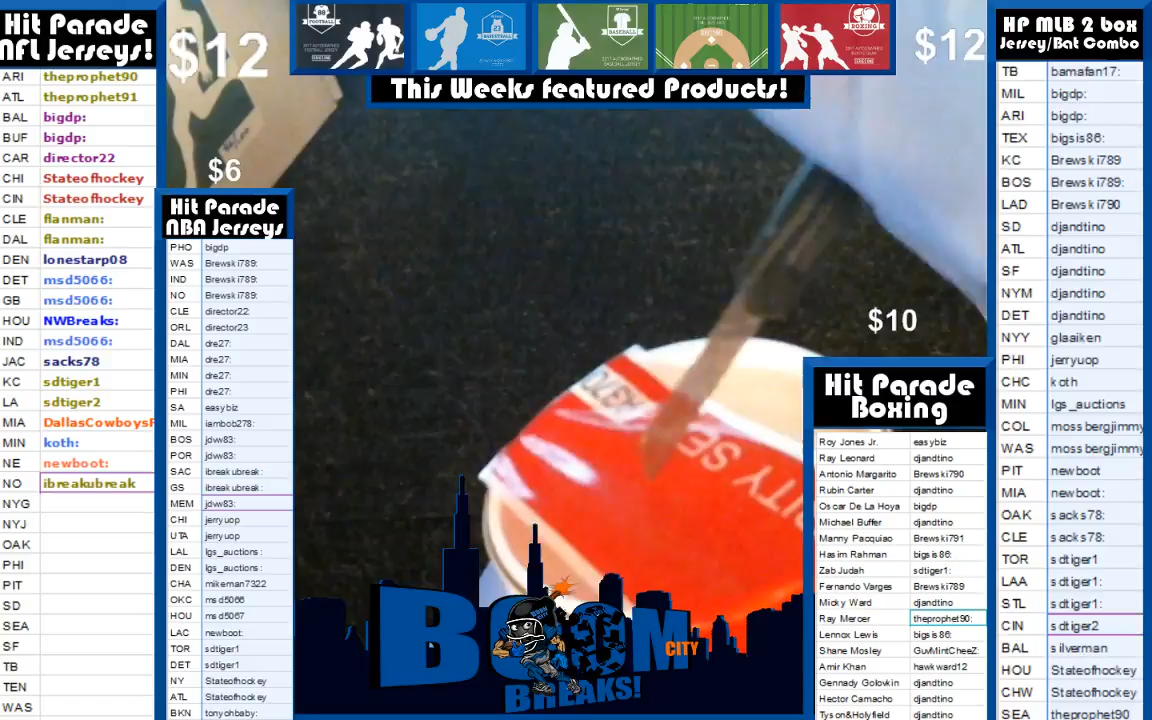 Hit Parade
NFL Jerseys!
ARI theprophet90
ATL theprophet91
BAL bigdp:
BUF bigdp:
CAR director22
CHI Stateofhockey
CIN Stateofhockey
CLE flanman:
DAL flanman:
DEN lonestarp08
DET msd5066:
GB msd5066:
HOU NWBreaks:
IND msd5066:
JAC sacks78
KC sdtiger1
LA sdtiger2
MIA DallasCowboysF
MIN koth:
NE newboot:
NO ibreakubreak
NYG
NYJ
OAK
PHI
PIT
SD
SEA
SF
TB
TEN
WAS
$12
$6
Hit Parade
NBA Jerseys
PHO bigdp
WAS Brewski789:
IND Brewski789:
NO Brewski789:
CLE director22:
ORL director23
DAL dre27:
MIA dre27:
MIN dre27:
PHI dre27:
SA easybiz
MIL iambob278:
BOS jdww83:
POR jdww83:
SAC ibreakubreak:
GS ibreakubreak:
MEM jdww83:
CHI jerryuop
UTA jerryuop
LAL lgs_auctions:
DEN lgs_auctions:
CHA mikeman7322
OKC msd5066
HOU msd5067
LAC newboot:
TOR sdtiger1
DET sdtiger1
NY Stateofhockey
ATL Stateofhockey
BKN tonyohbaby:
FOOTBALL
BASKETBALL
BASEBALL
BOXING
This Weeks featured Products!
BOOM
CITY
BREAKS!
$12
$10
Hit Parade
Boxing
Roy Jones Jr. easybiz
Ray Leonard djandtino
Antonio Margarito Brewski790
Rubin Carter djandtino
Oscar De La Hoya bigdp
Michael Buffer djandtino
Manny Pacquiao Brewski791
Hasim Rahman bigsis86:
Zab Judah sdtiger1:
Fernando Varges Brewski789
Micky Ward djandtino
Ray Mercer theprophet90:
Lennox Lewis bigsis86:
Shane Mosley GuMintCheeZ:
Amir Khan hawkward12
Gennady Golovkin djandtino
Hector Camacho djandtino
Tyson&Holyfield djandtino
HP MLB 2 box
Jersey/Bat Combo
TB bamafan17:
MIL bigdp:
ARI bigdp:
TEX bigsis86:
KC Brewski789
BOS Brewski789:
LAD Brewski790
SD djandtino
ATL djandtino
SF djandtino
NYM djandtino
DET djandtino
NYY glaaiken
PHI jerryuop
CHC koth
MIN lgs_auctions
COL mossbergjimmy
WAS mossbergjimmy
PIT newboot
MIA newboot:
OAK sacks78:
CLE sacks78:
TOR sdtiger1
LAA sdtiger1:
STL sdtiger1:
CIN sdtiger2
BAL silverman
HOU Stateofhockey
CHW Stateofhockey
SEA theprophet90